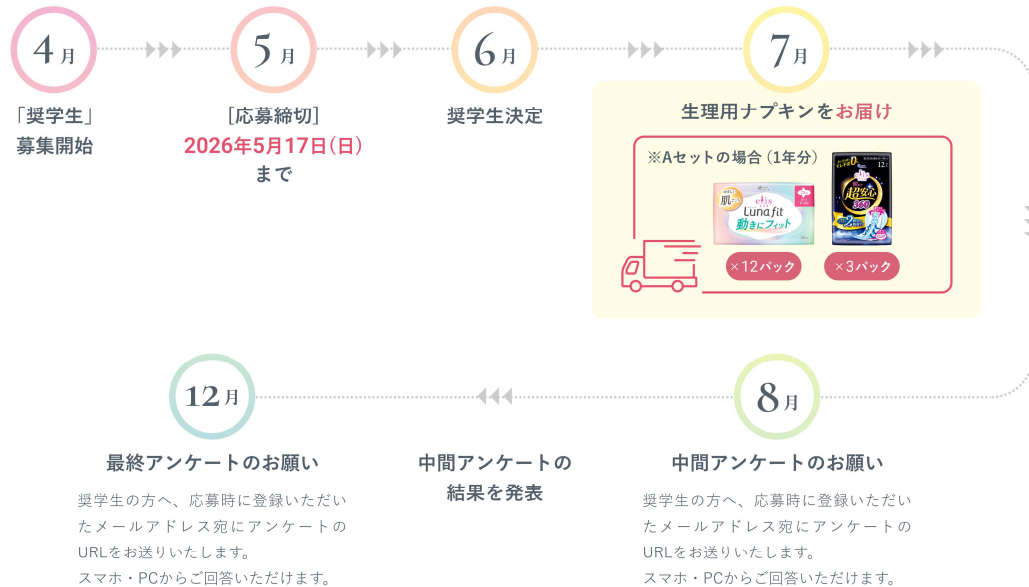 4月
「奨学生」
募集開始
5月
[応募締切]
2026年5月17日(日)
まで
6月
奨学生決定
7月
生理用ナプキンをお届け
※Aセットの場合（1年分）
肌
elis
Luna fit
動きにフィット
12
超安心
360
×12パック
×3パック
8月
中間アンケートのお願い
奨学生の方へ、応募時に登録いただい
たメールアドレス宛にアンケートの
URLをお送りいたします。
スマホ・PCからご回答いただけます。
中間アンケートの
結果を発表
12月
最終アンケートのお願い
奨学生の方へ、応募時に登録いただい
たメールアドレス宛にアンケートの
URLをお送りいたします。
スマホ・PCからご回答いただけます。